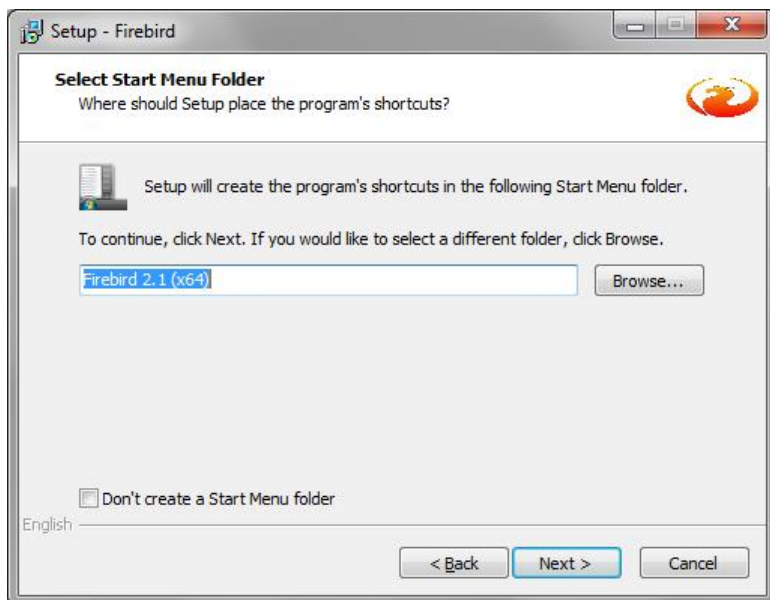 Setup - Firebird
Select Start Menu Folder
Where should Setup place the program's shortcuts?
Setup will create the program's shortcuts in the following Start Menu folder.
To continue, click Next. If you would like to select a different folder, click Browse.
Firebird 2.1 (x64)
Browse...
Don't create a Start Menu folder
English
< Back
Next >
Cancel